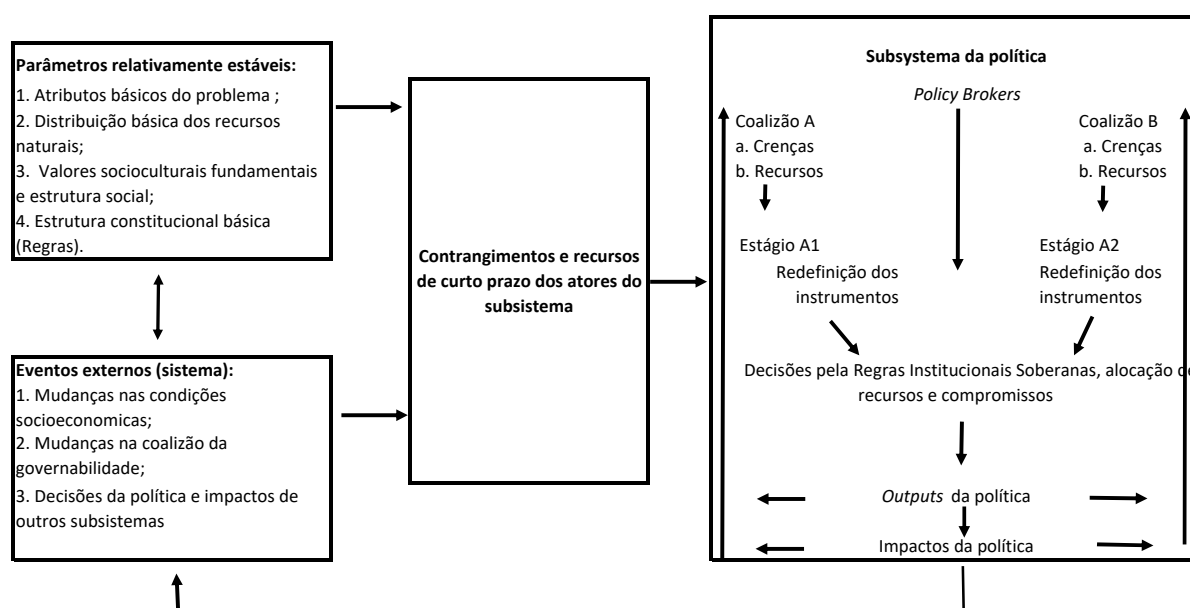 Parâmetros relativamente estáveis:
1. Atributos básicos do problema ;
2. Distribuição básica dos recursos
naturais;
3. Valores socioculturais fundamentais
e estrutura social;
4. Estrutura constitucional básica
(Regras).
Eventos externos (sistema):
1. Mudanças nas condições
socioeconomicas;
2. Mudanças na coalizão da
governabilidade;
3. Decisões da política e impactos de
outros subsistemas
Contrangimentos e recursos
de curto prazo dos atores do
subsistema
Subsystema da política
Policy Brokers
Coalizão A
a. Crenças
b. Recursos
Coalizão B
a. Crenças
b. Recursos
Estágio A1
Redefinição dos
instrumentos
Estágio A2
Redefinição dos
instrumentos
Decisões pela Regras Institucionais Soberanas, alocação de
recursos e compromissos
Outputs da política
Impactos da política